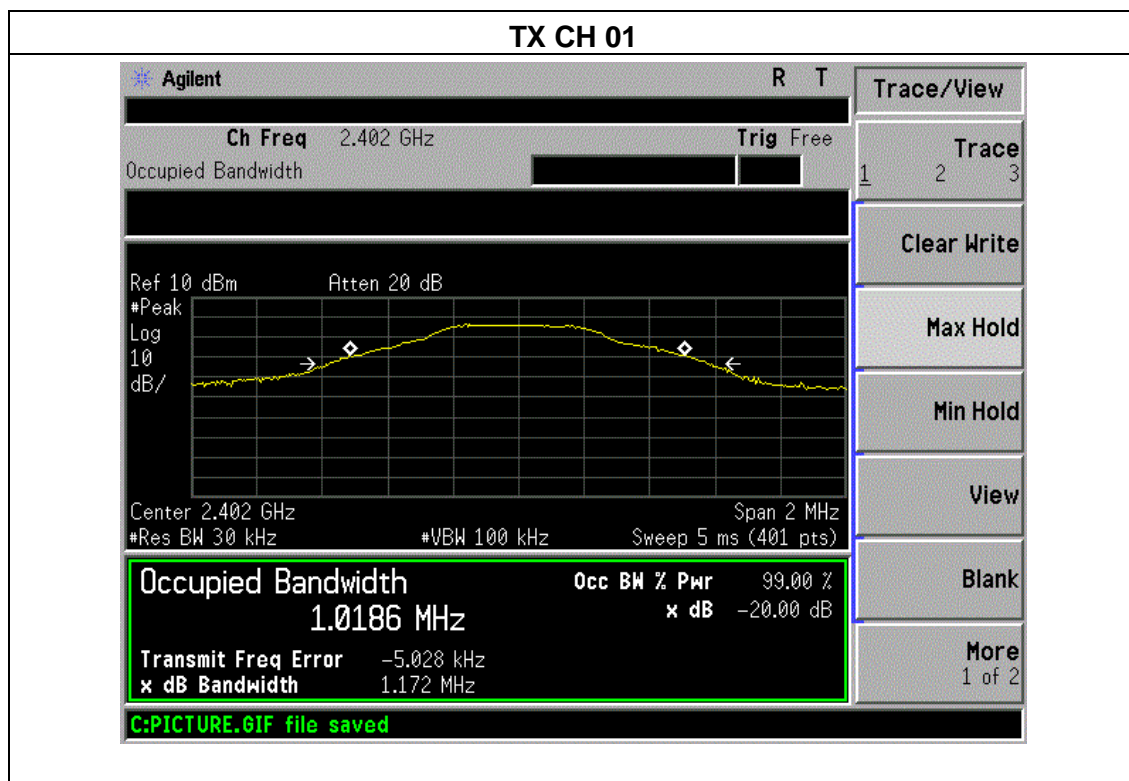 TX CH 01
Agilent R T
Trace/View
Ch Freq 2.402 GHz Trig Free
Occupied Bandwidth
Trace
1 2 3
Clear Write
Ref 10 dBm Atten 20 dB
#Peak
Log
10
dB/
Max Hold
Min Hold
View
Center 2.402 GHz Span 2 MHz
#Res BW 30 kHz #VBW 100 kHz Sweep 5 ms (401 pts)
Occupied Bandwidth Occ BW % Pwr 99.00 %
1.0186 MHz x dB -20.00 dB
Blank
Transmit Freq Error -5.028 kHz
x dB Bandwidth 1.172 MHz
More
1 of 2
C:PICTURE.GIF file saved